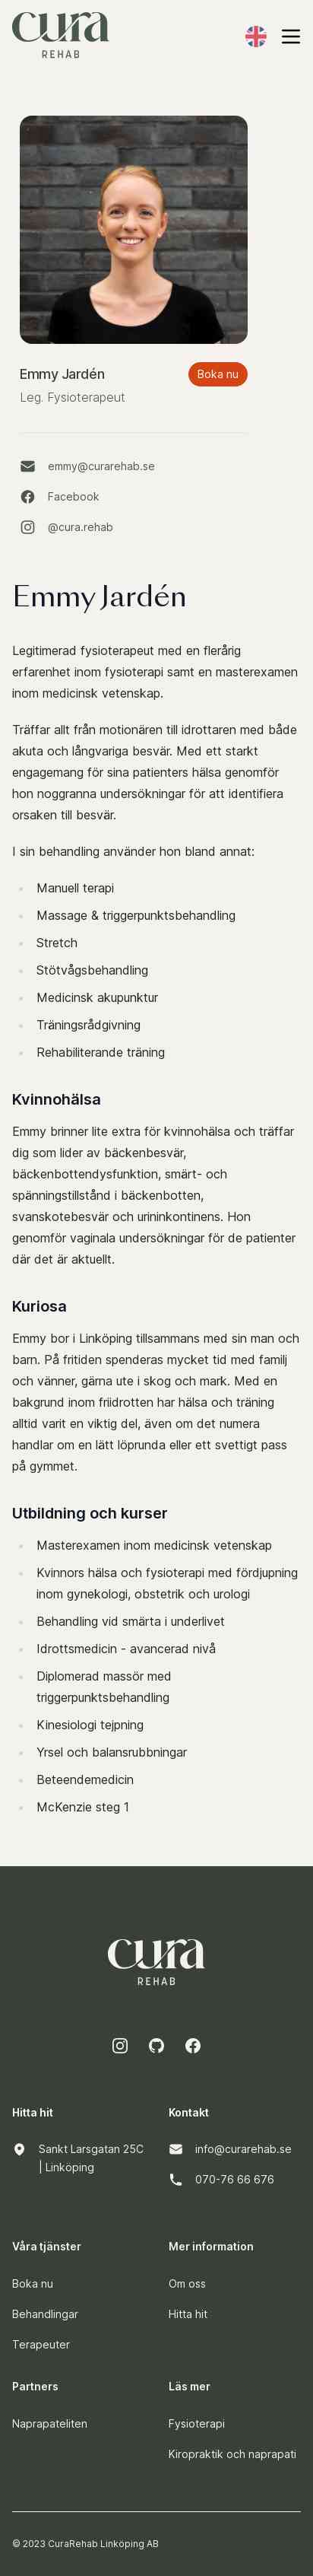 cura
REHAB
Emmy Jardén
Boka nu
Leg. Fysioterapeut
emmy@curarehab.se
Facebook
@cura.rehab
Emmy Jardén
Legitimerad fysioterapeut med en flerårig
erfarenhet inom fysioterapi samt en masterexamen
inom medicinsk vetenskap.
Träffar allt från motionären till idrottaren med både
akuta och långvariga besvär. Med ett starkt
engagemang för sina patienters hälsa genomför
hon noggranna undersökningar för att identifiera
orsaken till besvär.
I sin behandling använder hon bland annat:
Manuell terapi
Massage & triggerpunktsbehandling
Stretch
Stötvågsbehandling
Medicinsk akupunktur
Träningsrådgivning
Rehabiliterande träning
Kvinnohälsa
Emmy brinner lite extra för kvinnohälsa och träffar
dig som lider av bäckenbesvär,
bäckenbottendysfunktion, smärt- och
spänningstillstånd i bäckenbotten,
svanskotebesvär och urininkontinens. Hon
genomför vaginala undersökningar för de patienter
där det är aktuellt.
Kuriosa
Emmy bor i Linköping tillsammans med sin man och
barn. På fritiden spenderas mycket tid med familj
och vänner, gärna ute i skog och mark. Med en
bakgrund inom friidrotten har hälsa och träning
alltid varit en viktig del, även om det numera
handlar om en lätt löprunda eller ett svettigt pass
på gymmet.
Utbildning och kurser
Masterexamen inom medicinsk vetenskap
Kvinnors hälsa och fysioterapi med fördjupning
inom gynekologi, obstetrik och urologi
Behandling vid smärta i underlivet
Idrottsmedicin - avancerad nivå
Diplomerad massör med
triggerpunktsbehandling
Kinesiologi tejpning
Yrsel och balansrubbningar
Beteendemedicin
McKenzie steg 1
cura
REHAB
Hitta hit
Sankt Larsgatan 25C
| Linköping
Kontakt
info@curarehab.se
070-76 66 676
Våra tjänster
Boka nu
Behandlingar
Terapeuter
Mer information
Om oss
Hitta hit
Partners
Naprapateliten
Läs mer
Fysioterapi
Kiropraktik och naprapati
© 2023 CuraRehab Linköping AB